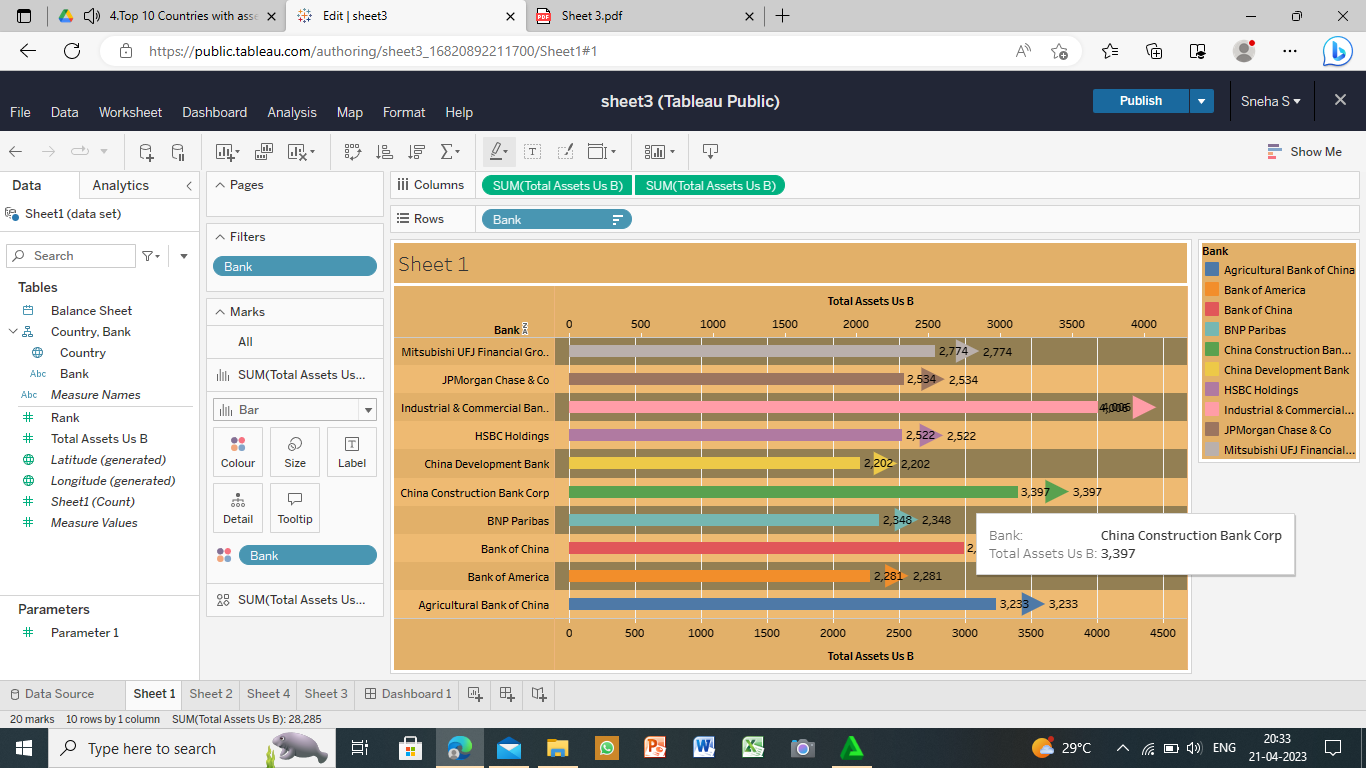 4.Top 10 Countries with asse
Edit | sheet3
Sheet 3.pdf
https://public.tableau.com/authoring/sheet3_16820892211700/Sheet1#1
sheet3 (Tableau Public)
File Data Worksheet Dashboard Analysis Map Format Help
Publish
Sneha S
Show Me
Data Analytics
Sheet1 (data set)
Search
Tables
Balance Sheet
Country, Bank
Country
Abc Bank
Abc Measure Names
Rank
Total Assets Us B
Latitude (generated)
Longitude (generated)
Sheet1 (Count)
Measure Values
Parameters
Parameter 1
Pages
Filters
Bank
Marks
All
SUM(Total Assets Us...
Bar
Colour Size Label
Detail Tooltip
Bank
SUM(Total Assets Us...
Columns SUM(Total Assets Us B) SUM(Total Assets Us B)
Rows Bank
Sheet 1
Total Assets Us B
Bank 0 500 1000 1500 2000 2500 3000 3500 4000
Mitsubishi UFJ Financial Gro.. 2,774 2,774
JPMorgan Chase & Co 2,534 2,534
Industrial & Commercial Ban.. 4,006 4,006
HSBC Holdings 2,522 2,522
China Development Bank 2,202 2,202
China Construction Bank Corp 3,397 3,397
BNP Paribas 2,348 2,348
Bank of China 2,
Bank of America 2,281 2,281
Agricultural Bank of China 3,233 3,233
0 500 1000 1500 2000 2500 3000 3500 4000 4500
Total Assets Us B
Bank: China Construction Bank Corp
Total Assets Us B: 3,397
Bank
Agricultural Bank of China
Bank of America
Bank of China
BNP Paribas
China Construction Ban...
China Development Bank
HSBC Holdings
Industrial & Commercial...
JPMorgan Chase & Co
Mitsubishi UFJ Financial...
Data Source Sheet 1 Sheet 2 Sheet 4 Sheet 3 Dashboard 1
20 marks 10 rows by 1 column SUM(Total Assets Us B): 28,285
Type here to search
29°C
ENG
20:33
21-04-2023